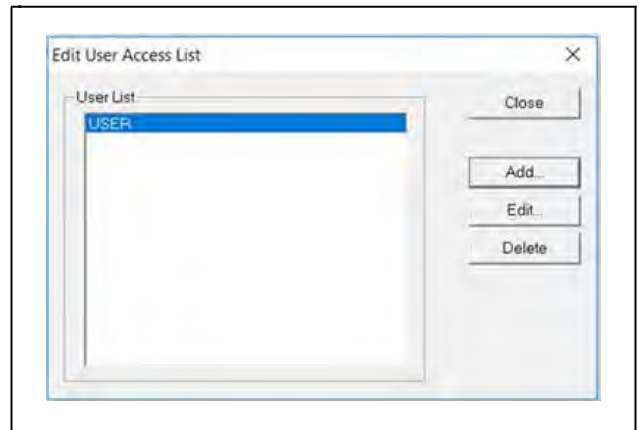 Edit User Access List
User List
USER
Close
Add...
Edit...
Delete